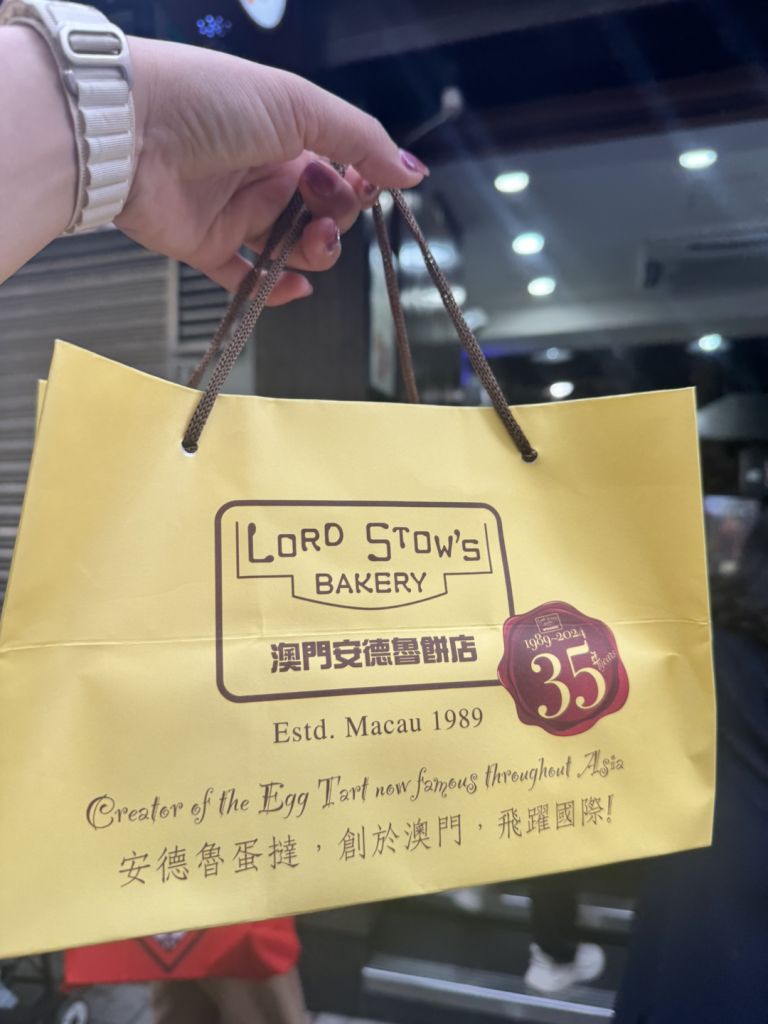 LORD STOW'S
BAKERY
澳門安德魯餅店
1989-2024
35
Years
Estd. Macau 1989
Creator of the Egg Tart now famous throughout Asia
安德魯蛋撻，創於澳門，飛躍國際!